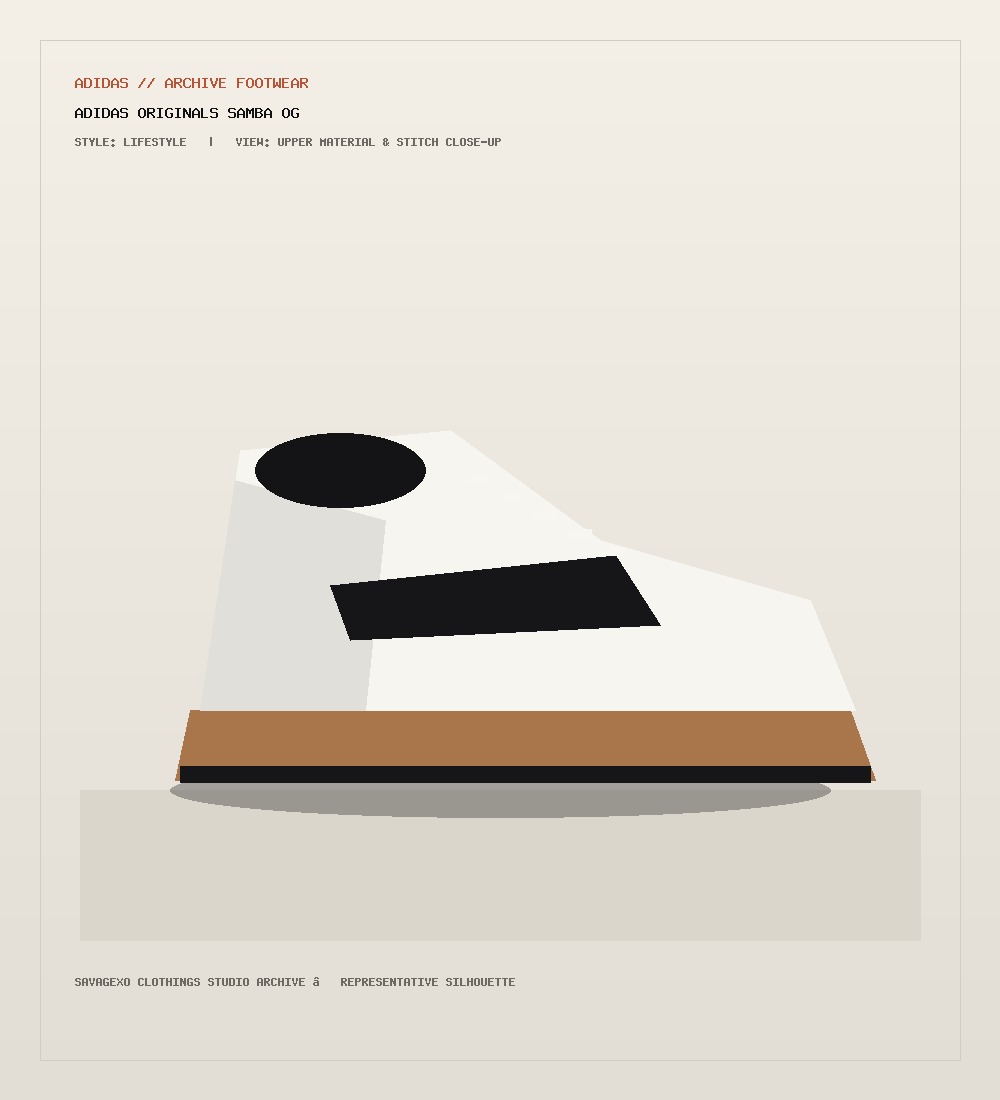 ADIDAS // ARCHIVE FOOTWEAR
ADIDAS ORIGINALS SAMBA OG
STYLE: LIFESTYLE | VIEW: UPPER MATERIAL & STITCH CLOSE-UP
SAVAGEXO CLOTHINGS STUDIO ARCHIVE â REPRESENTATIVE SILHOUETTE